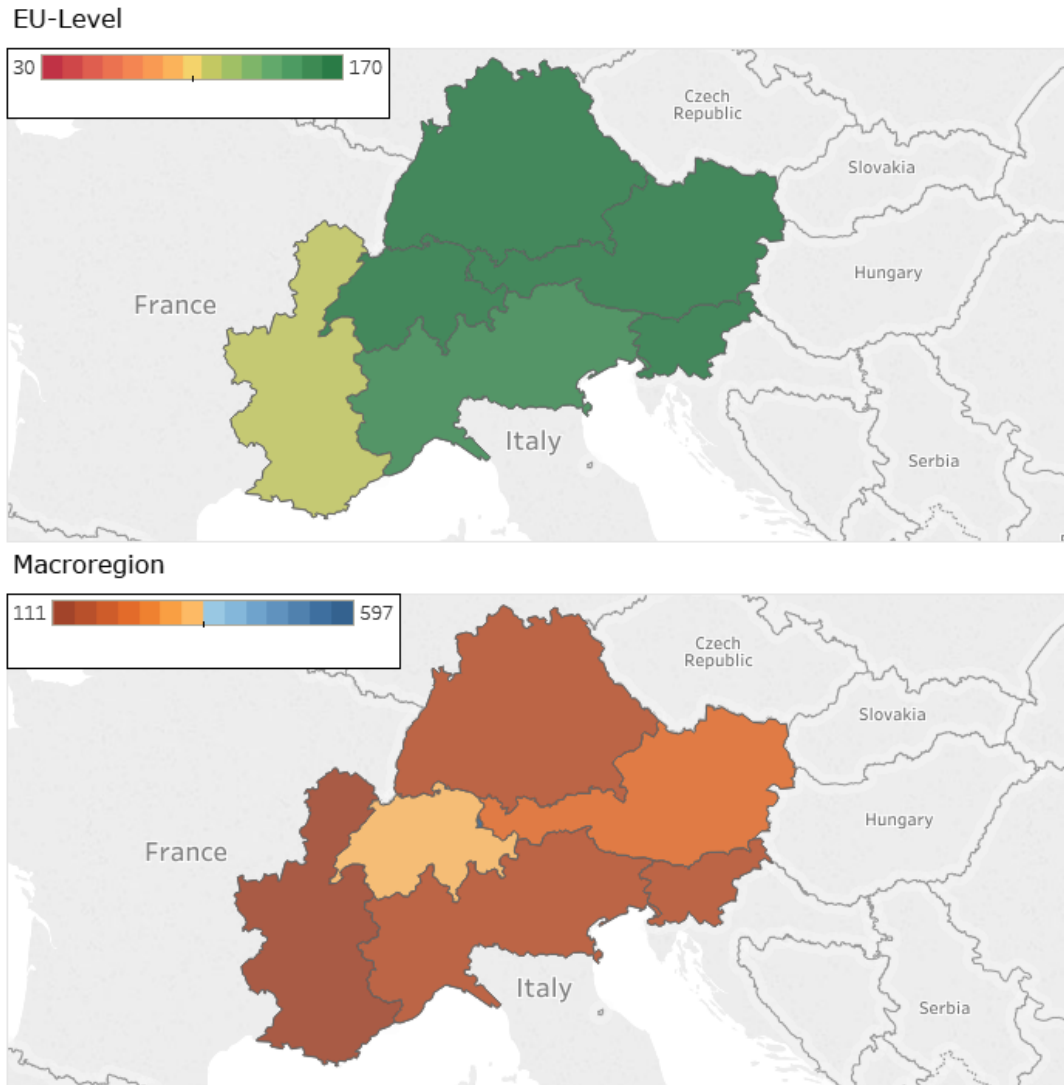 EU-Level
30 170
Czech
Republic
Slovakia
Hungary
France
Italy
Serbia
Macroregion
111 597
Czech
Republic
Slovakia
Hungary
France
Italy
Serbia